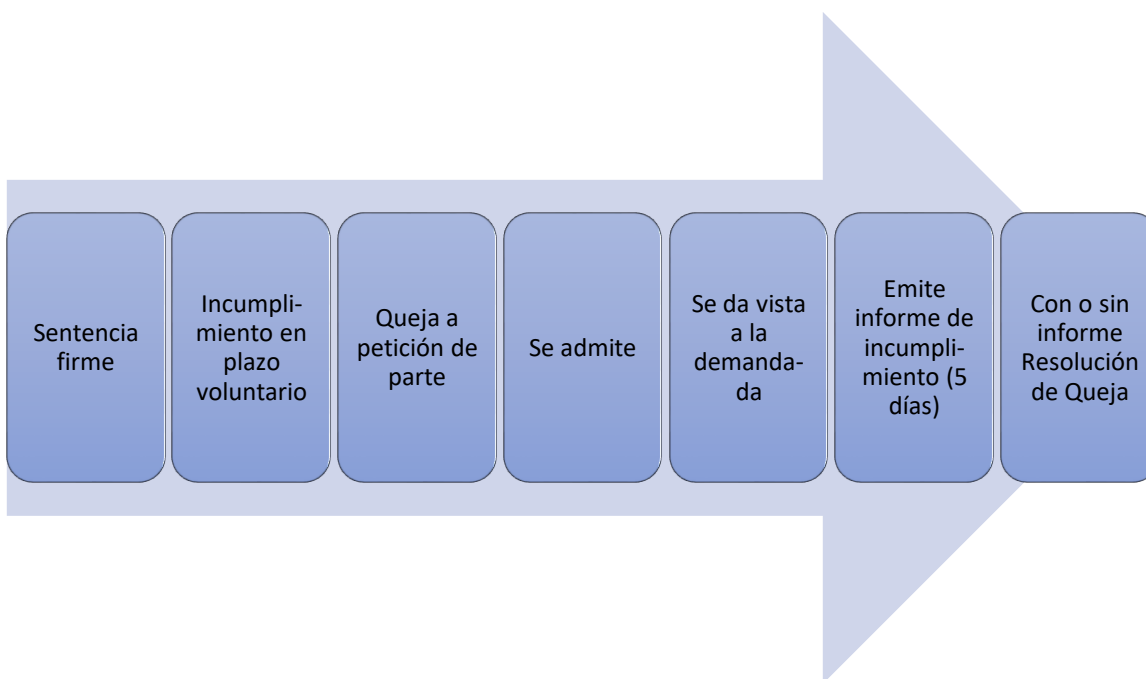 Sentencia
firme
Incumpli-
miento en
plazo
voluntario
Queja a
petición de
parte
Se admite
Se da vista
a la
demanda-
da
Emite
informe de
incumpli-
miento (5
días)
Con o sin
informe
Resolución
de Queja